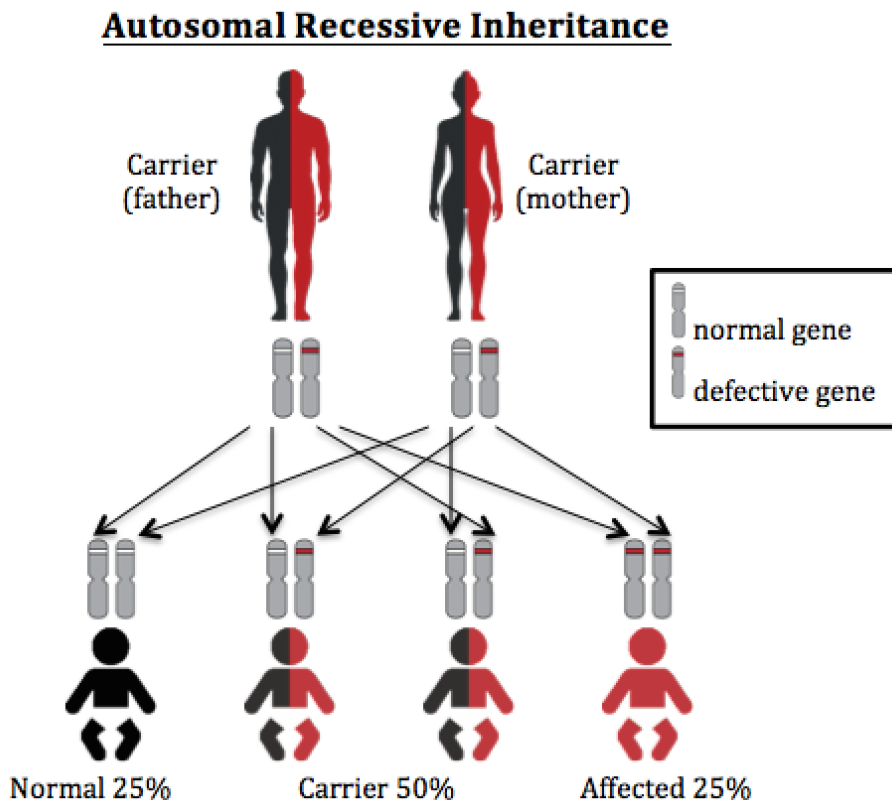 Autosomal Recessive Inheritance
Carrier
(father)
Carrier
(mother)
normal gene
defective gene
Normal 25%
Carrier 50%
Affected 25%